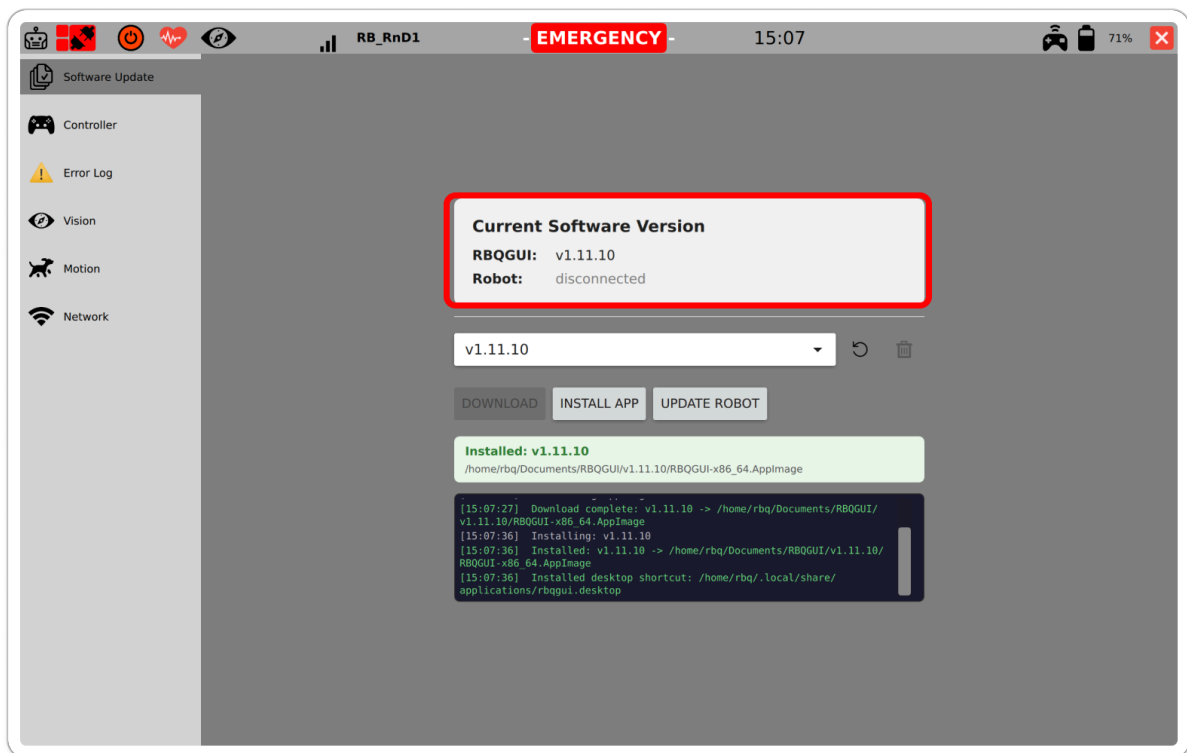 RB_RnD1
- EMERGENCY -
15:07
71%
Software Update
Controller
Error Log
Vision
Motion
Network
Current Software Version
RBQGUI: v1.11.10
Robot: disconnected
v1.11.10
DOWNLOAD
INSTALL APP
UPDATE ROBOT
Installed: v1.11.10
/home/rbq/Documents/RBQGUI/v1.11.10/RBQGUI-x86_64.AppImage
[15:07:27] Download complete: v1.11.10 -> /home/rbq/Documents/RBQGUI/
v1.11.10/RBQGUI-x86_64.AppImage
[15:07:36] Installing: v1.11.10
[15:07:36] Installed: v1.11.10 -> /home/rbq/Documents/RBQGUI/v1.11.10/
RBQGUI-x86_64.AppImage
[15:07:36] Installed desktop shortcut: /home/rbq/.local/share/
applications/rbqgui.desktop